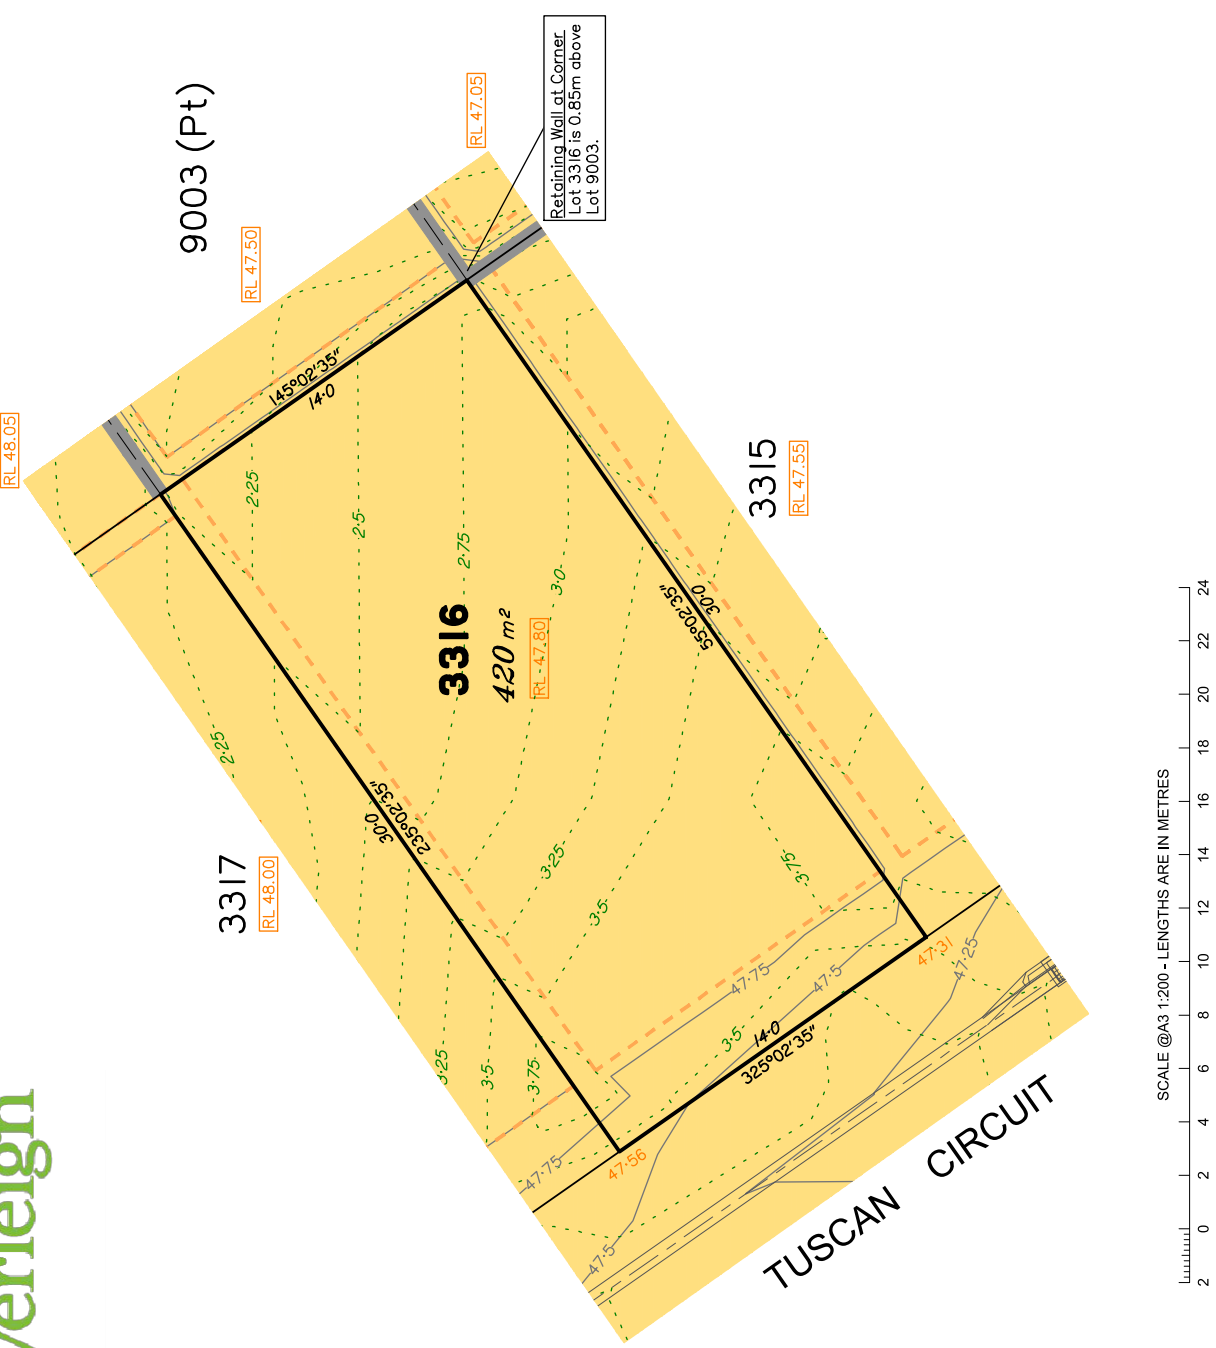 9003 (Pt)
RL 47.05
Retaining Wall at Corner
Lot 3316 is 0.85m above
Lot 9003.
RL 47.50
RL 48.05
145°02'35"
14·0
2·25
2·5
2·75
3·0
3316
420 m²
RL 47.80
3315
RL 47.55
55°02'35"
30·0
2·25
235°02'35"
30·0
3317
RL 48.00
3·25
3·5
3·75
47·75
47·5
47·31
47·25
3·5
14·0
325°02'35"
3·25
3·5
3·75
47·75
47·56
47·5
TUSCAN CIRCUIT
SCALE @A3 1:200 - LENGTHS ARE IN METRES
2 0 2 4 6 8 10 12 14 16 18 20 22 24